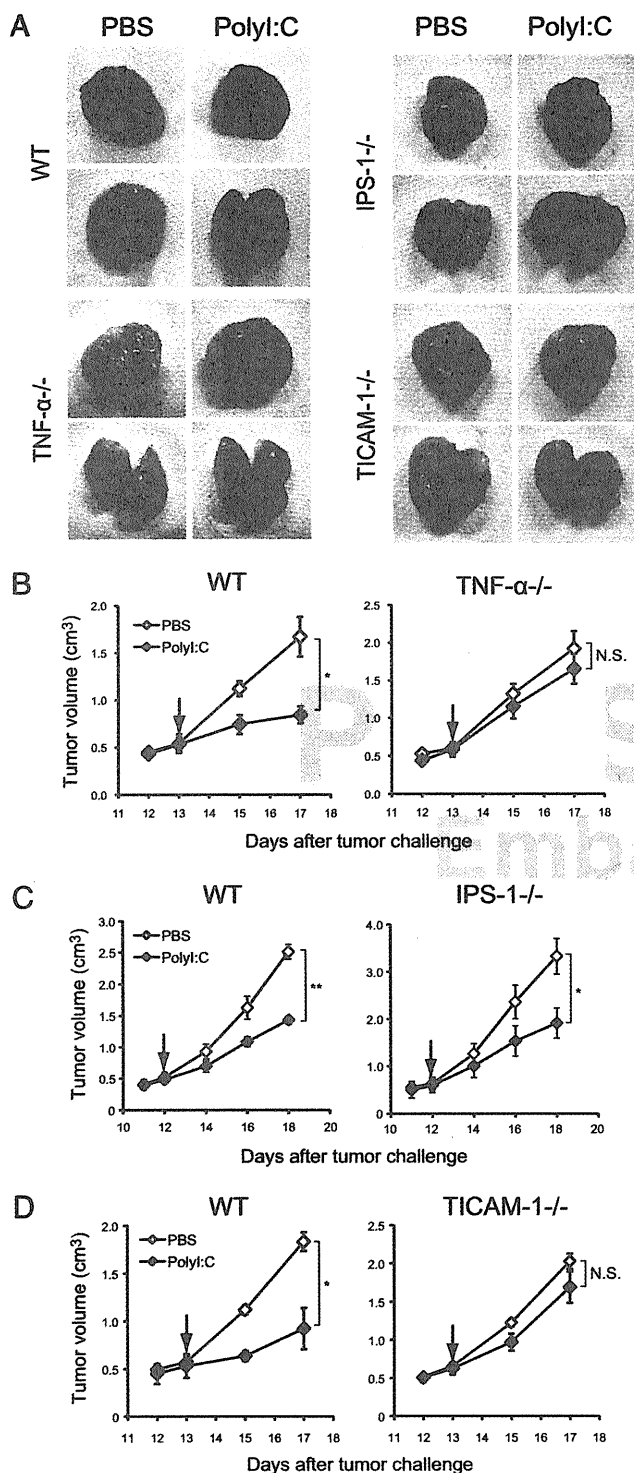 A
PBS PolyI:C PBS PolyI:C
WT
IPS-1-/-
TNF-α-/-
TICAM-1-/-
B
WT TNF-α-/-
Tumor volume (cm³)
PBS
PolyI:C
2.0
1.5
1.0
0.5
0.0
*
11 12 13 14 15 16 17 18
2.5
2.0
1.5
1.0
0.5
0.0
N.S.
11 12 13 14 15 16 17 18
Days after tumor challenge
P S
Emba
C
WT IPS-1-/-
Tumor volume (cm³)
PBS
PolyI:C
3.0
2.5
2.0
1.5
1.0
0.5
0
**
10 12 14 16 18 20
4.0
3.0
2.0
1.0
0
*
10 12 14 16 18 20
Days after tumor challenge
D
WT TICAM-1-/-
Tumor volume (cm³)
PBS
PolyI:C
2.0
1.5
1.0
0.5
0
*
11 12 13 14 15 16 17 18
2.5
2.0
1.5
1.0
0.5
0
N.S.
11 12 13 14 15 16 17 18
Days after tumor challenge